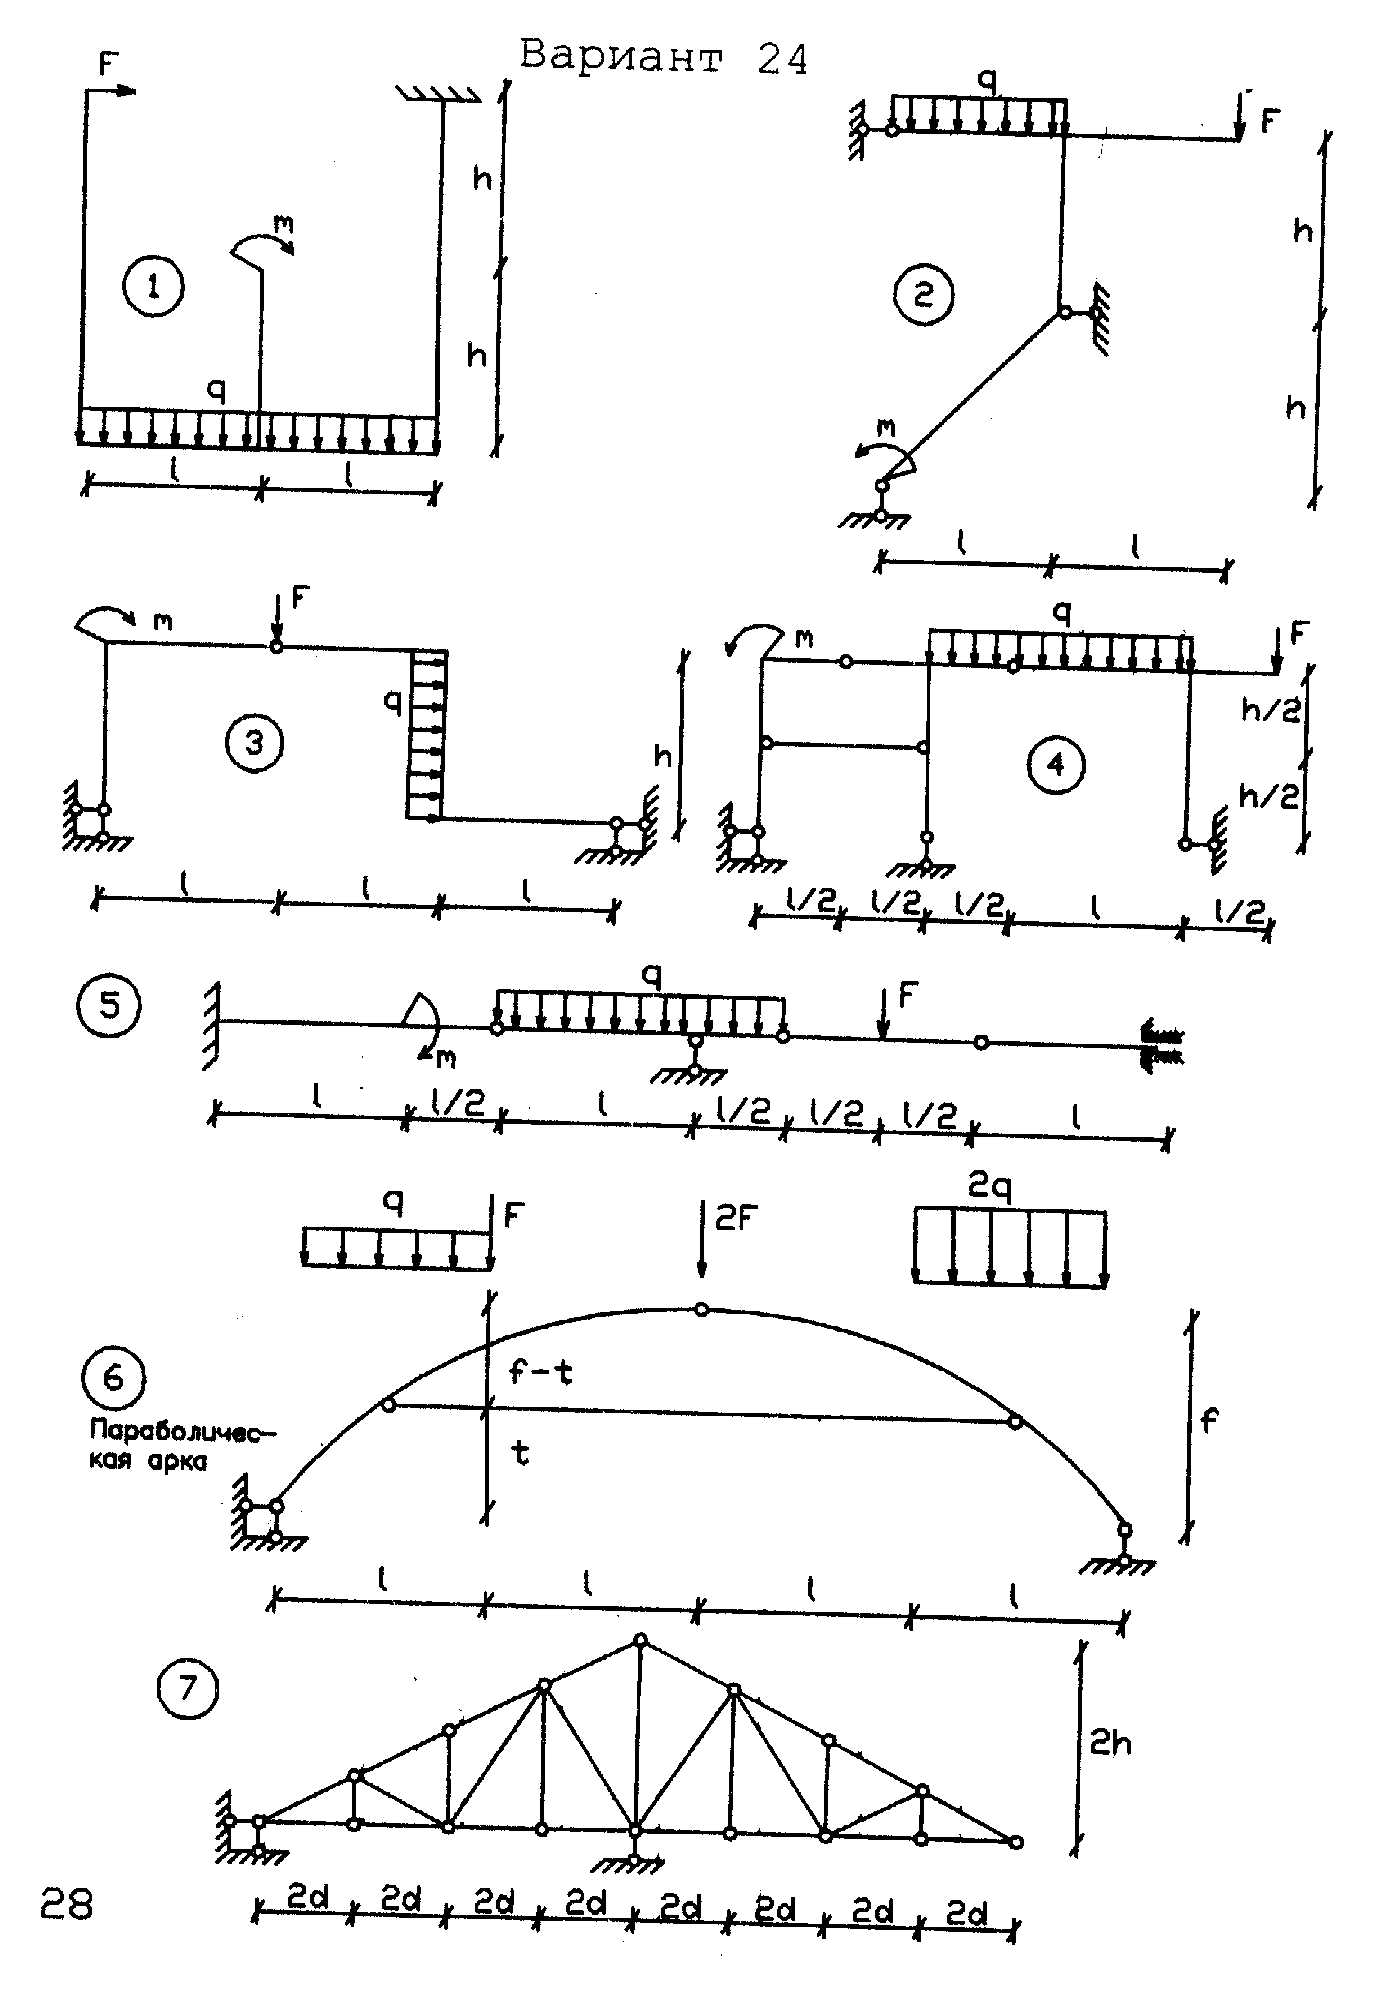 Вариант 24
F
h
m
1
h
q
l l
q
F
h
2
h
m
l l
m F
q
3
h
l l l
m q F
h/2
4
h/2
l/2 l/2 l/2 l l/2
5
q
F
m
l l/2 l l/2 l/2 l/2 l
q F 2F 2q
6
f-t
f
Параболичес-
кая арка
t
l l l l
7
2h
2d 2d 2d 2d 2d 2d 2d 2d
28